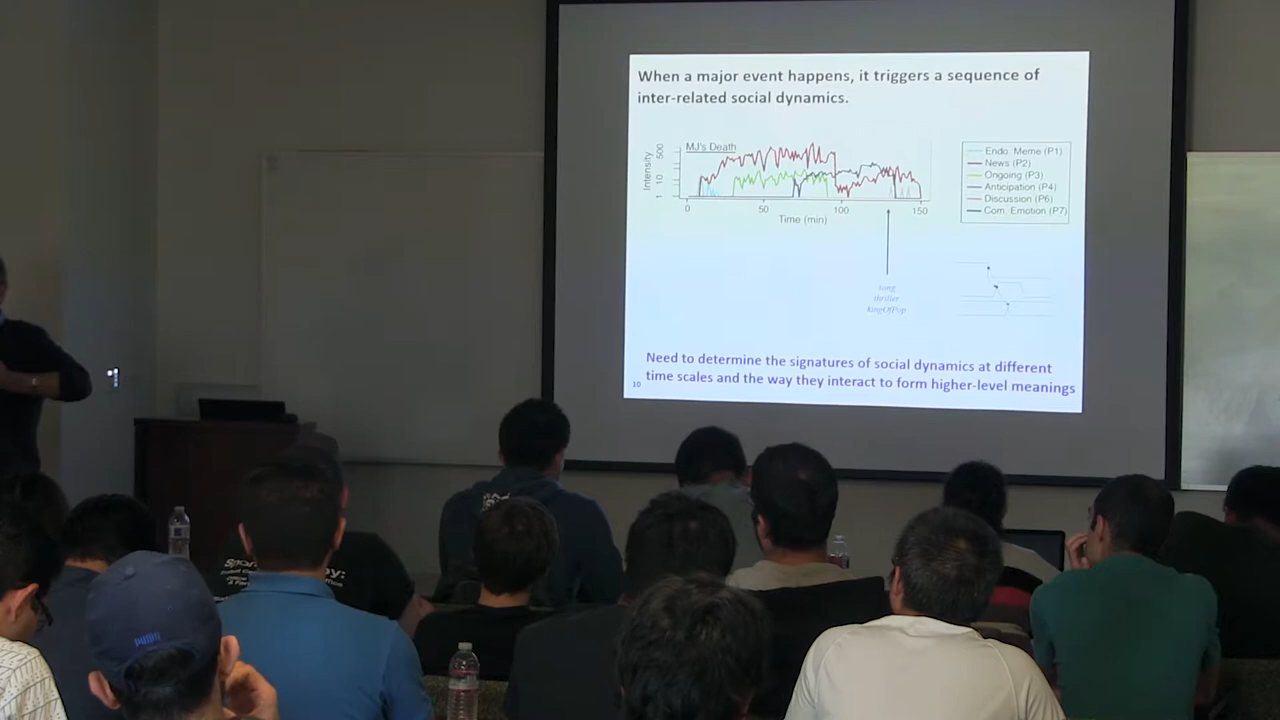 When a major event happens, it triggers a sequence of
inter-related social dynamics.
MJ's Death
Intensity
500
10
1
0
50
100
150
Time (min)
Endo. Meme (P1)
News (P2)
Ongoing (P3)
Anticipation (P4)
Discussion (P6)
Com. Emotion (P7)
song
thriller
kingOfPop
Need to determine the signatures of social dynamics at different
time scales and the way they interact to form higher-level meanings
10
PUMA